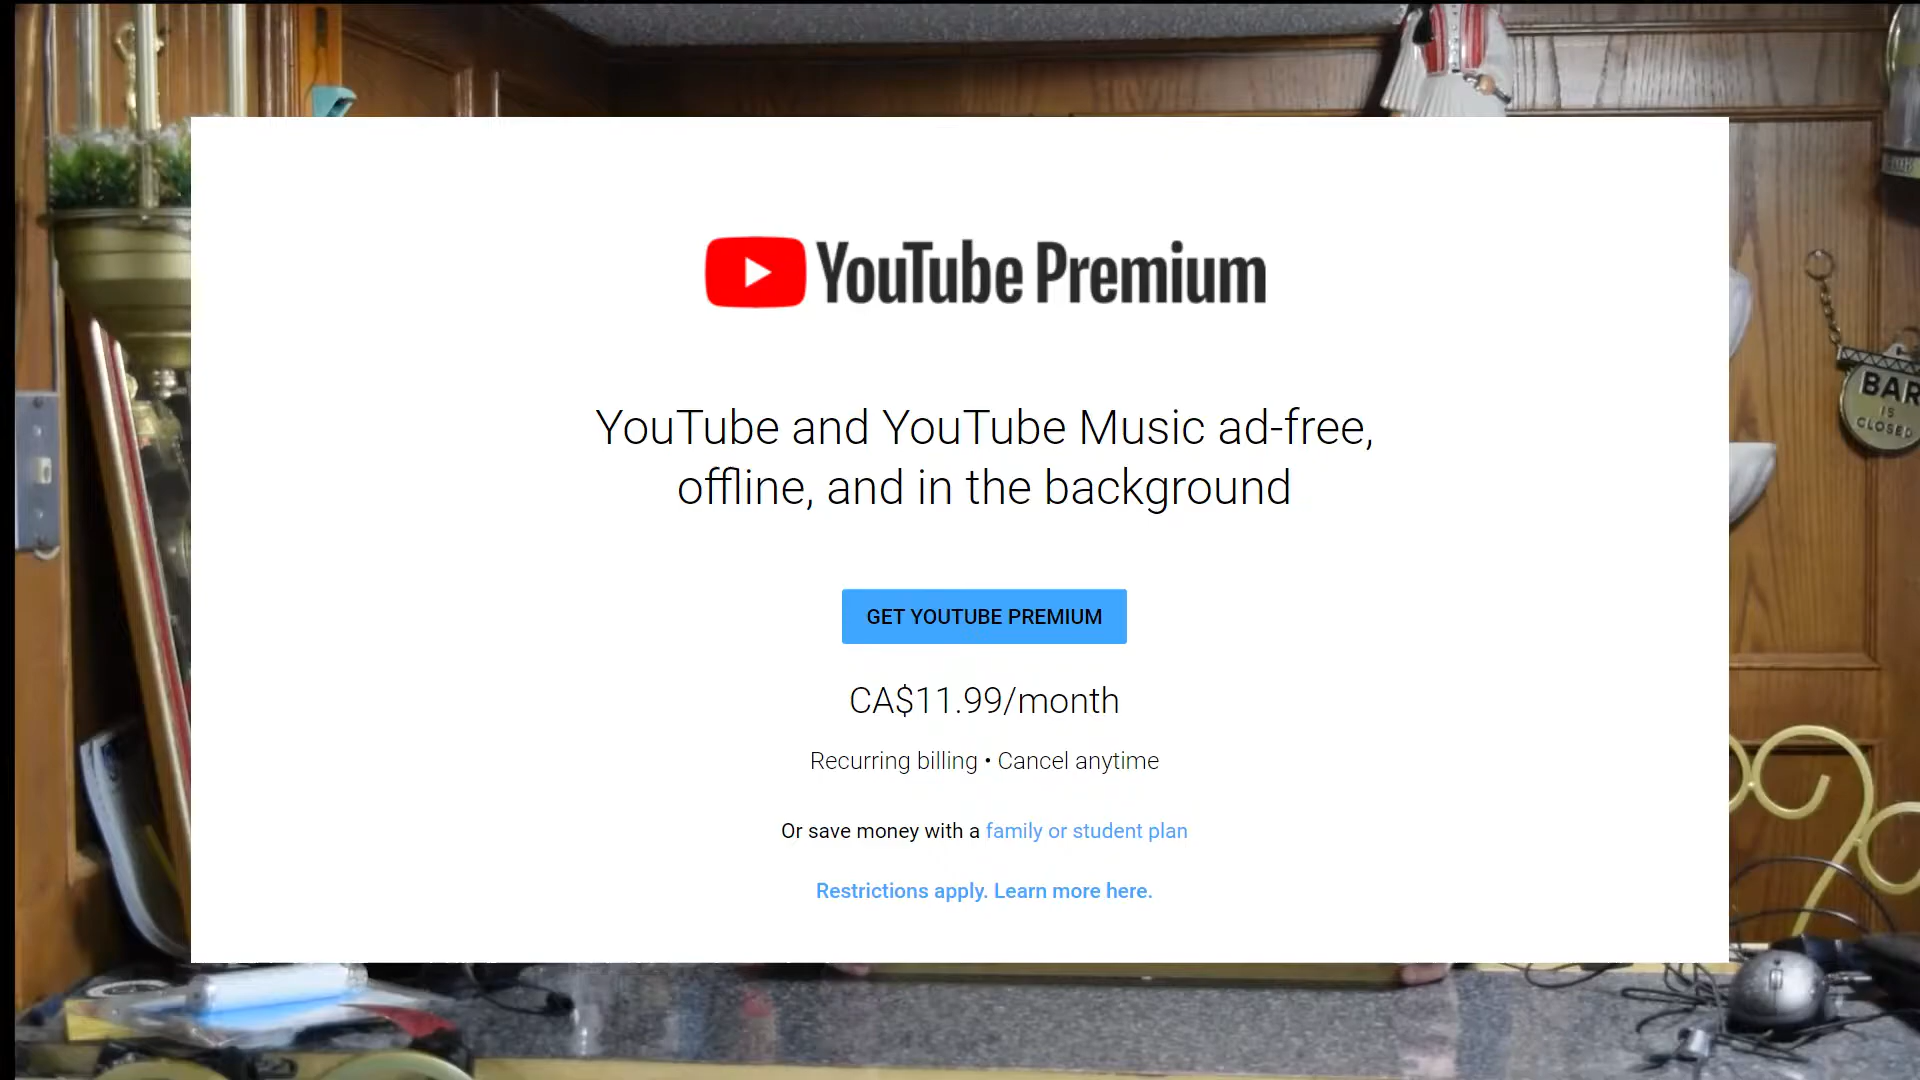 YouTube Premium
YouTube and YouTube Music ad-free,
offline, and in the background
GET YOUTUBE PREMIUM
CA$11.99/month
Recurring billing • Cancel anytime
Or save money with a family or student plan
Restrictions apply. Learn more here.
BAR
IS
CLOSED